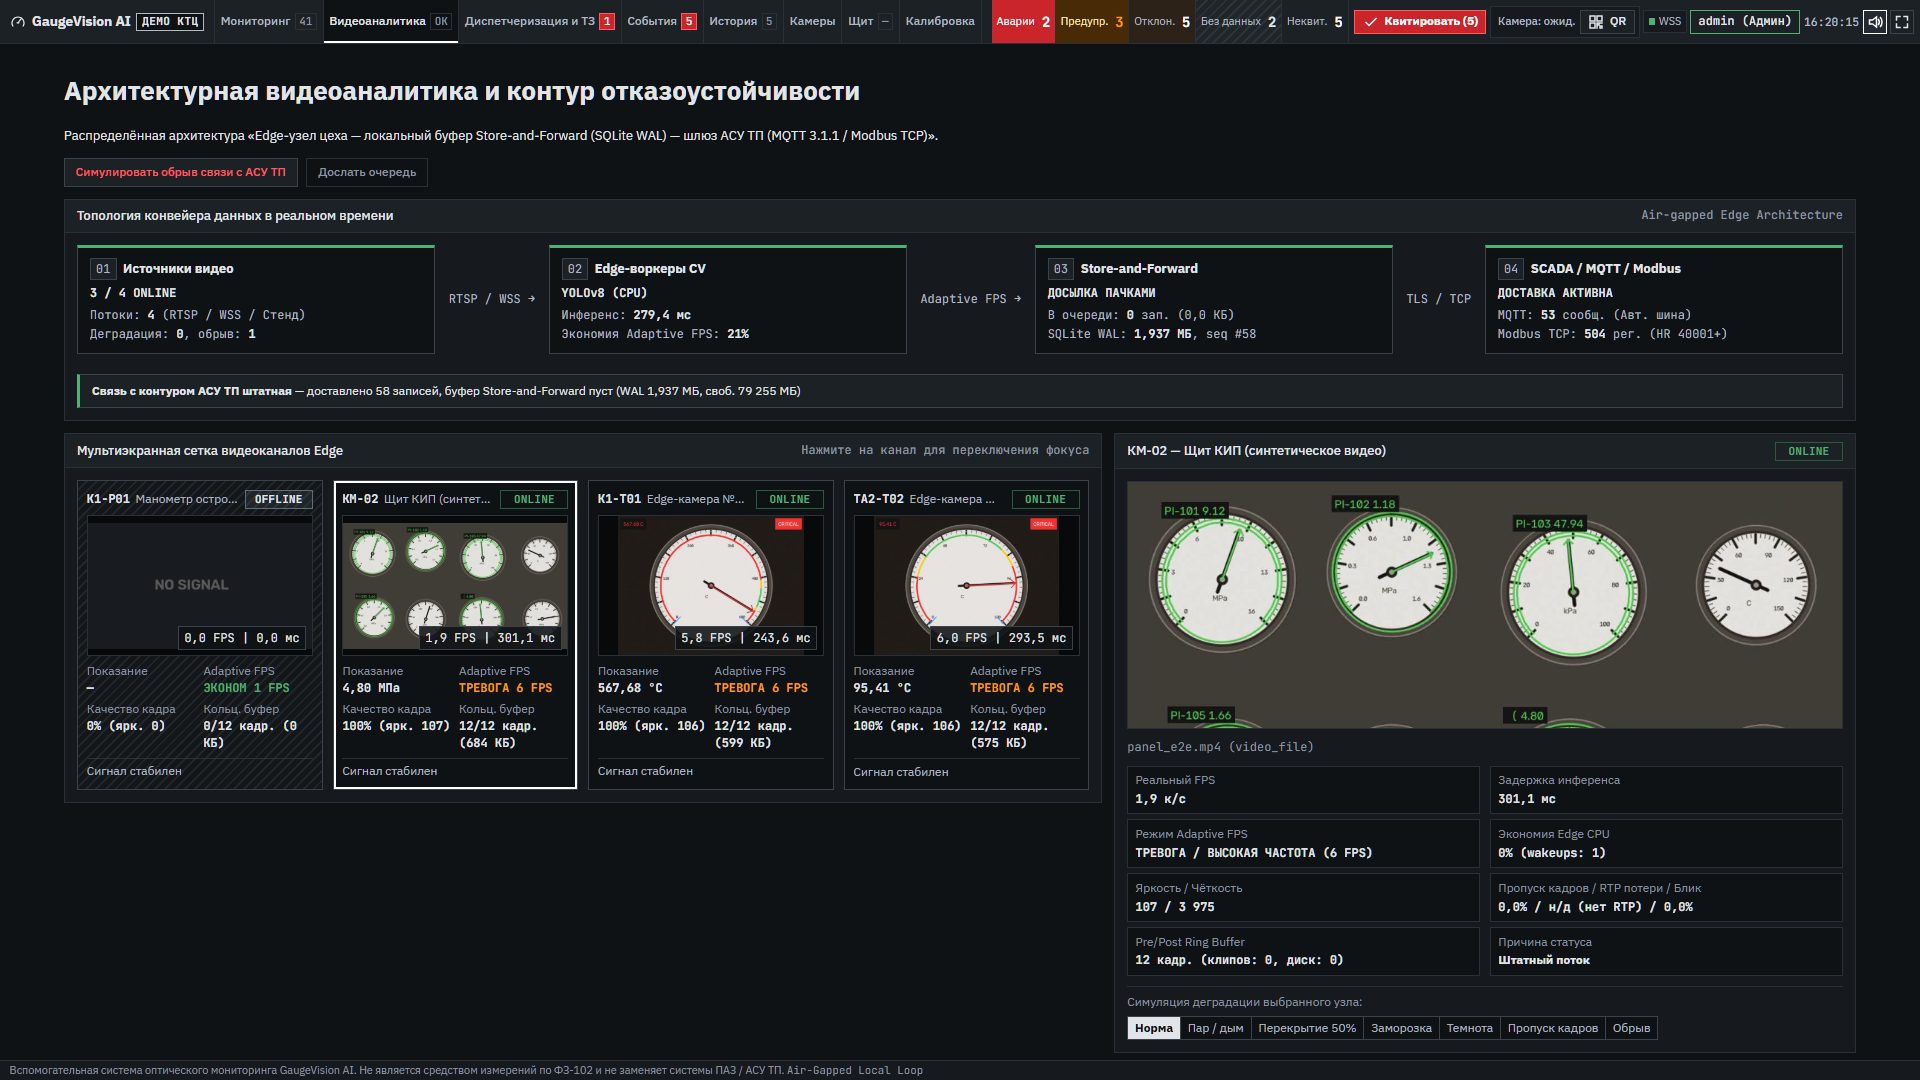 GaugeVision AI ДЕМО КТЦ Мониторинг 41 Видеоаналитика OK Диспетчеризация и ТЗ 1 События 5 История 5 Камеры Щит — Калибровка Аварии 2 Предупр. 3 Отклон. 5 Без данных 2 Неквит. 5 Квитировать (5) Камера: ожид. QR WSS admin (Админ) 16:20:15
Архитектурная видеоаналитика и контур отказоустойчивости
Распределённая архитектура «Edge-узел цеха — локальный буфер Store-and-Forward (SQLite WAL) — шлюз АСУ ТП (MQTT 3.1.1 / Modbus TCP)».
Симулировать обрыв связи с АСУ ТП Дослать очередь
Топология конвейера данных в реальном времени Air-gapped Edge Architecture
01 Источники видео
3 / 4 ONLINE
Потоки: 4 (RTSP / WSS / Стенд)
Деградация: 0, обрыв: 1
RTSP / WSS →
02 Edge-воркеры CV
YOLOv8 (CPU)
Инференс: 279,4 мс
Экономия Adaptive FPS: 21%
Adaptive FPS →
03 Store-and-Forward
ДОСЫЛКА ПАЧКАМИ
В очереди: 0 зап. (0,0 КБ)
SQLite WAL: 1,937 МБ, seq #58
TLS / TCP
04 SCADA / MQTT / Modbus
ДОСТАВКА АКТИВНА
MQTT: 53 сообщ. (Авт. шина)
Modbus TCP: 504 рег. (HR 40001+)
Связь с контуром АСУ ТП штатная — доставлено 58 записей, буфер Store-and-Forward пуст (WAL 1,937 МБ, своб. 79 255 МБ)
Мультиэкранная сетка видеоканалов Edge Нажмите на канал для переключения фокуса
K1-P01 Манометр остро... OFFLINE
NO SIGNAL
0,0 FPS | 0,0 мс
Показание Adaptive FPS
— ЭКОНОМ 1 FPS
Качество кадра Кольц. буфер
0% (ярк. 0) 0/12 кадр. (0
КБ)
Сигнал стабилен
КМ-02 Щит КИП (синтет... ONLINE
1,9 FPS | 301,1 мс
Показание Adaptive FPS
4,80 МПа ТРЕВОГА 6 FPS
Качество кадра Кольц. буфер
100% (ярк. 107) 12/12 кадр.
(684 КБ)
Сигнал стабилен
K1-T01 Edge-камера №... ONLINE
567,68 C CRITICAL
5,8 FPS | 243,6 мс
Показание Adaptive FPS
567,68 °C ТРЕВОГА 6 FPS
Качество кадра Кольц. буфер
100% (ярк. 106) 12/12 кадр.
(599 КБ)
Сигнал стабилен
TA2-T02 Edge-камера ... ONLINE
95,41 C CRITICAL
6,0 FPS | 293,5 мс
Показание Adaptive FPS
95,41 °C ТРЕВОГА 6 FPS
Качество кадра Кольц. буфер
100% (ярк. 106) 12/12 кадр.
(575 КБ)
Сигнал стабилен
КМ-02 — Щит КИП (синтетическое видео) ONLINE
PI-101 9.12 PI-102 1.18 PI-103 47.94
MPa MPa kPa C
PI-105 1.66 ( 4.80
panel_e2e.mp4 (video_file)
Реальный FPS
1,9 к/с
Задержка инференса
301,1 мс
Режим Adaptive FPS
ТРЕВОГА / ВЫСОКАЯ ЧАСТОТА (6 FPS)
Экономия Edge CPU
0% (wakeups: 1)
Яркость / Чёткость
107 / 3 975
Пропуск кадров / RTP потери / Блик
0,0% / н/д (нет RTP) / 0,0%
Pre/Post Ring Buffer
12 кадр. (клипов: 0, диск: 0)
Причина статуса
Штатный поток
Симуляция деградации выбранного узла:
Норма Пар / дым Перекрытие 50% Заморозка Темнота Пропуск кадров Обрыв
Вспомогательная система оптического мониторинга GaugeVision AI. Не является средством измерений по ФЗ-102 и не заменяет системы ПАЗ / АСУ ТП. Air-Gapped Local Loop